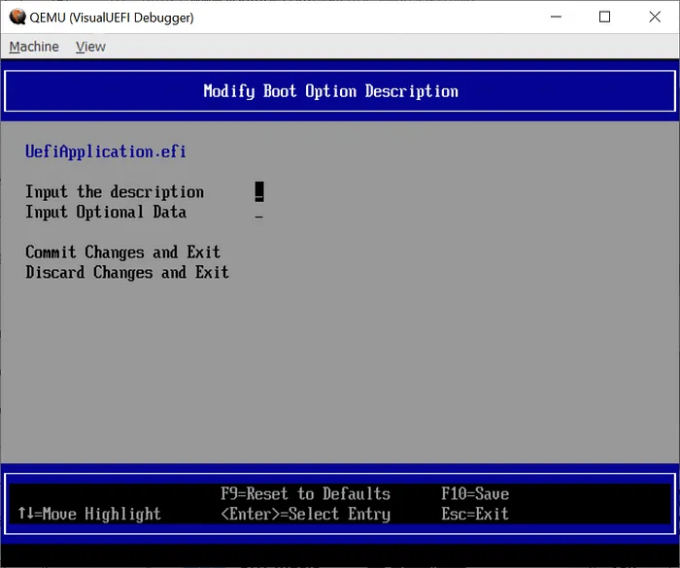 QEMU (VisualUEFI Debugger)
Machine View
Modify Boot Option Description
UefiApplication.efi
Input the description _
Input Optional Data _
Commit Changes and Exit
Discard Changes and Exit
F9=Reset to Defaults F10=Save
↑↓=Move Highlight <Enter>=Select Entry Esc=Exit